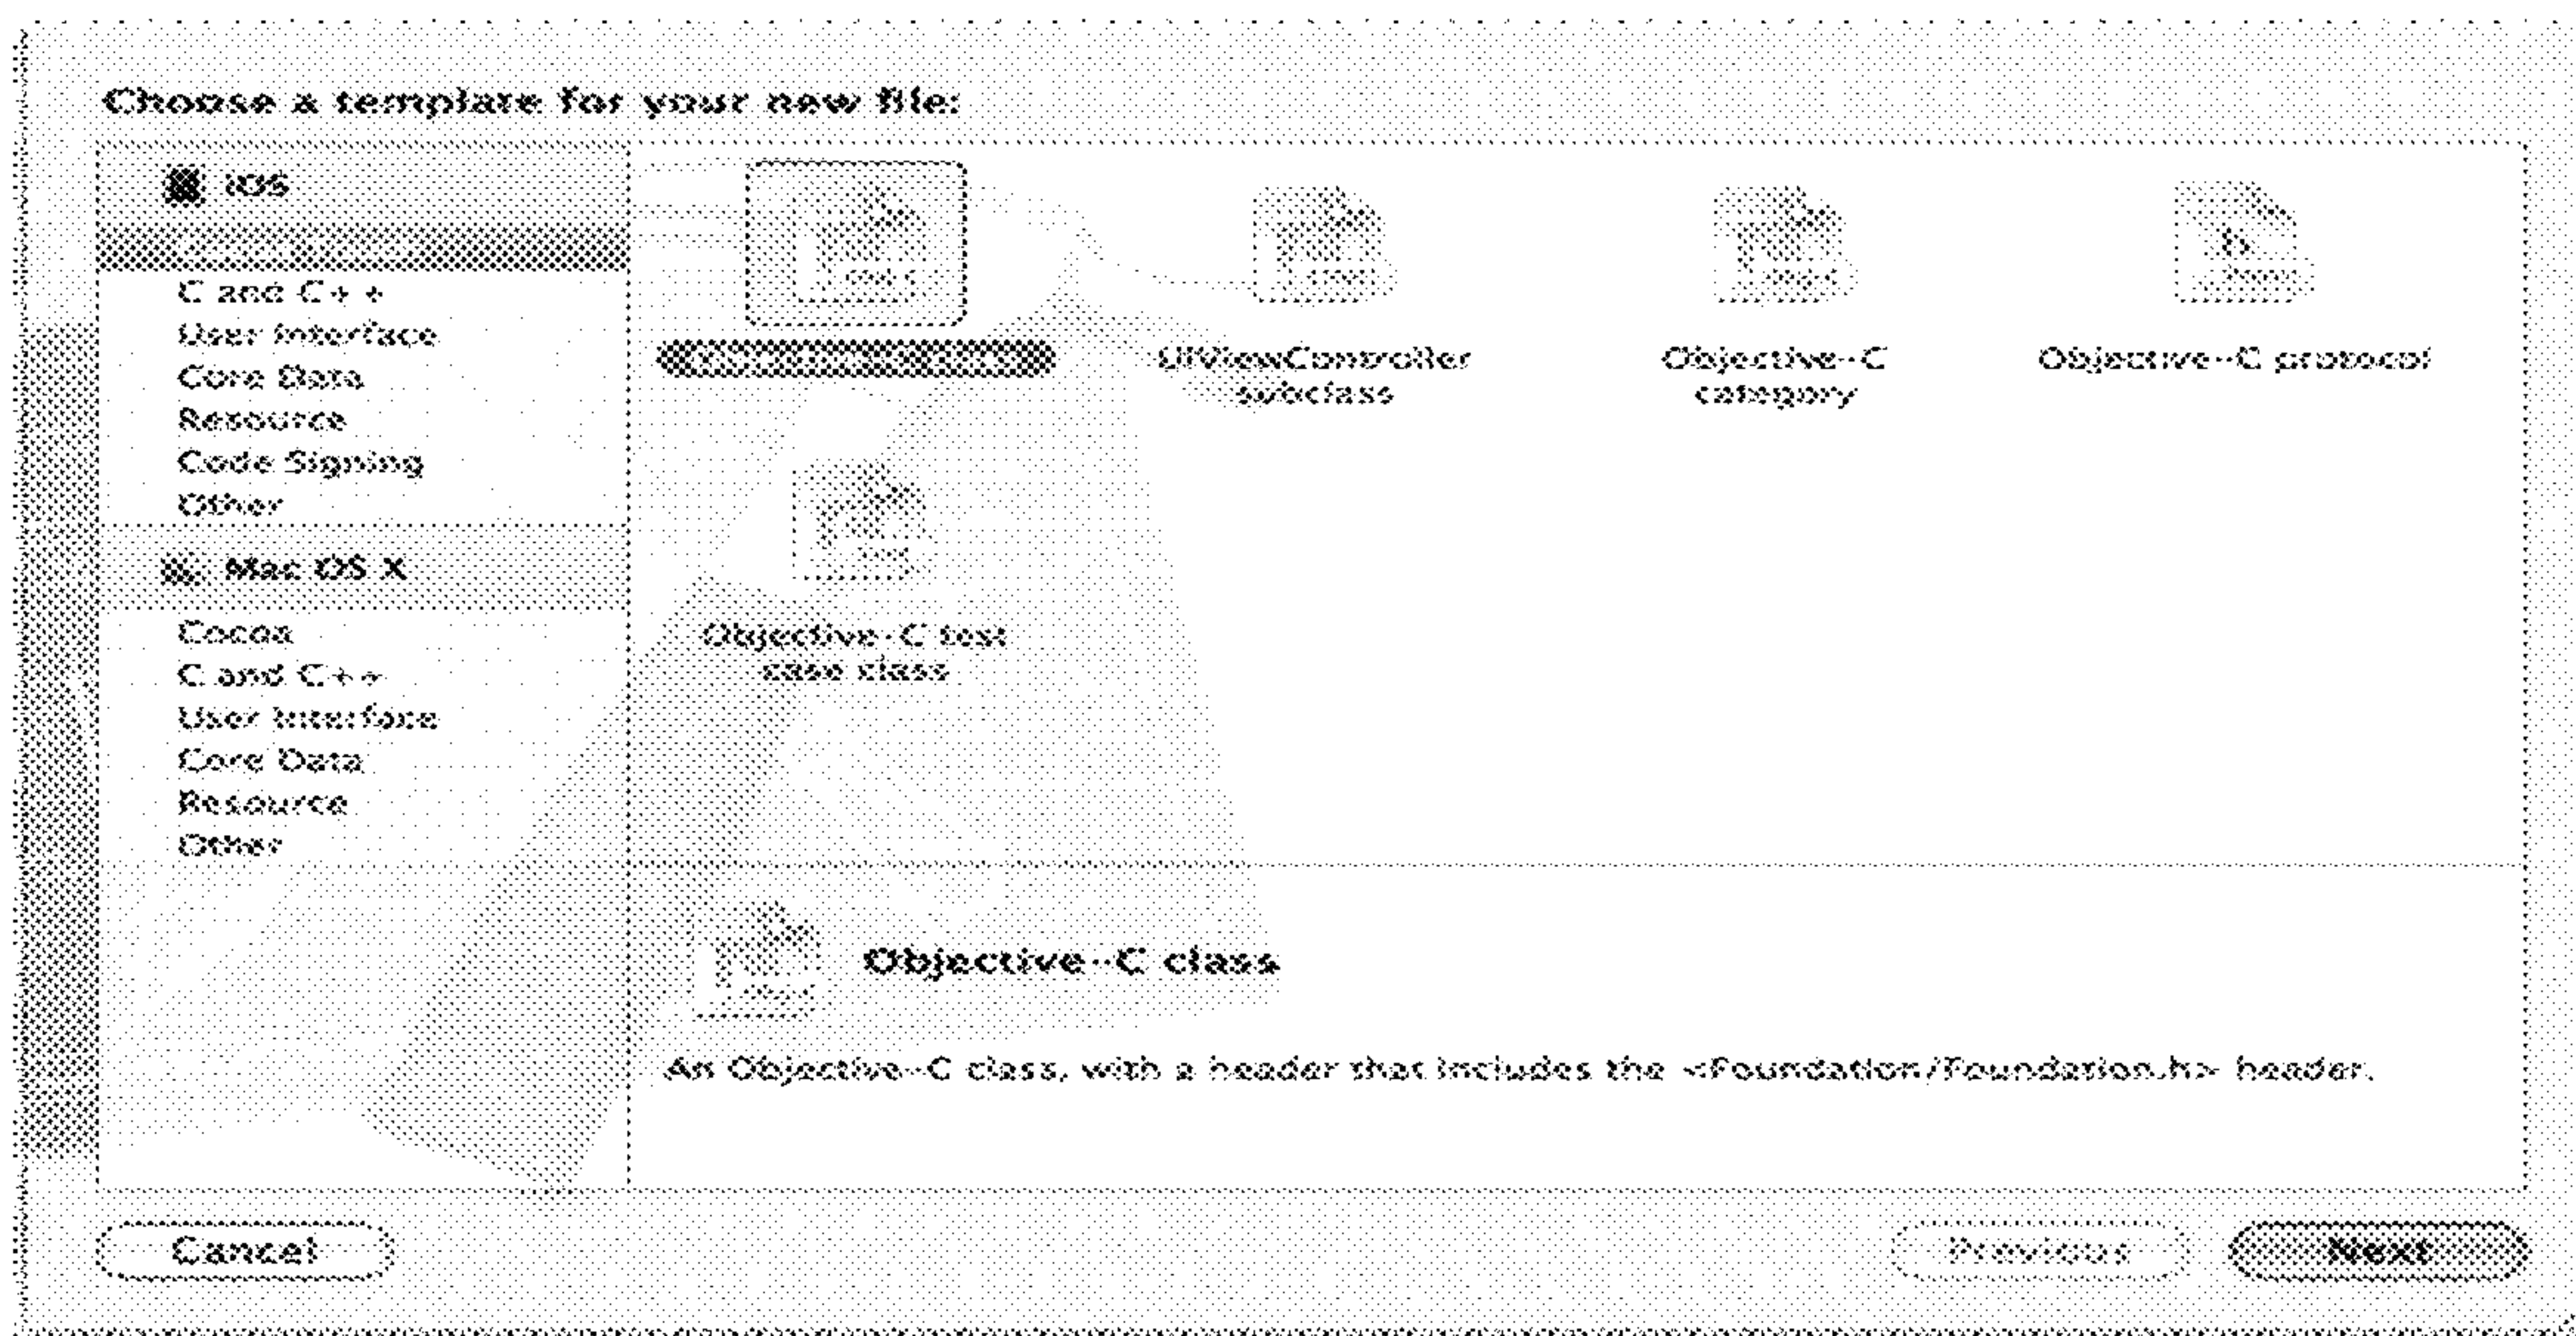 Choose a template for your new file:
iOS
C and C++
User Interface
Core Data
Resource
Code Signing
Other
Mac OS X
Cocoa
C and C++
User Interface
Core Data
Resource
Other
UIViewController
subclass
Objective-C
category
Objective-C protocol
Objective-C test
case class
Objective-C class
An Objective-C class, with a header that includes the <Foundation/Foundation.h> header.
Cancel
Previous
Next